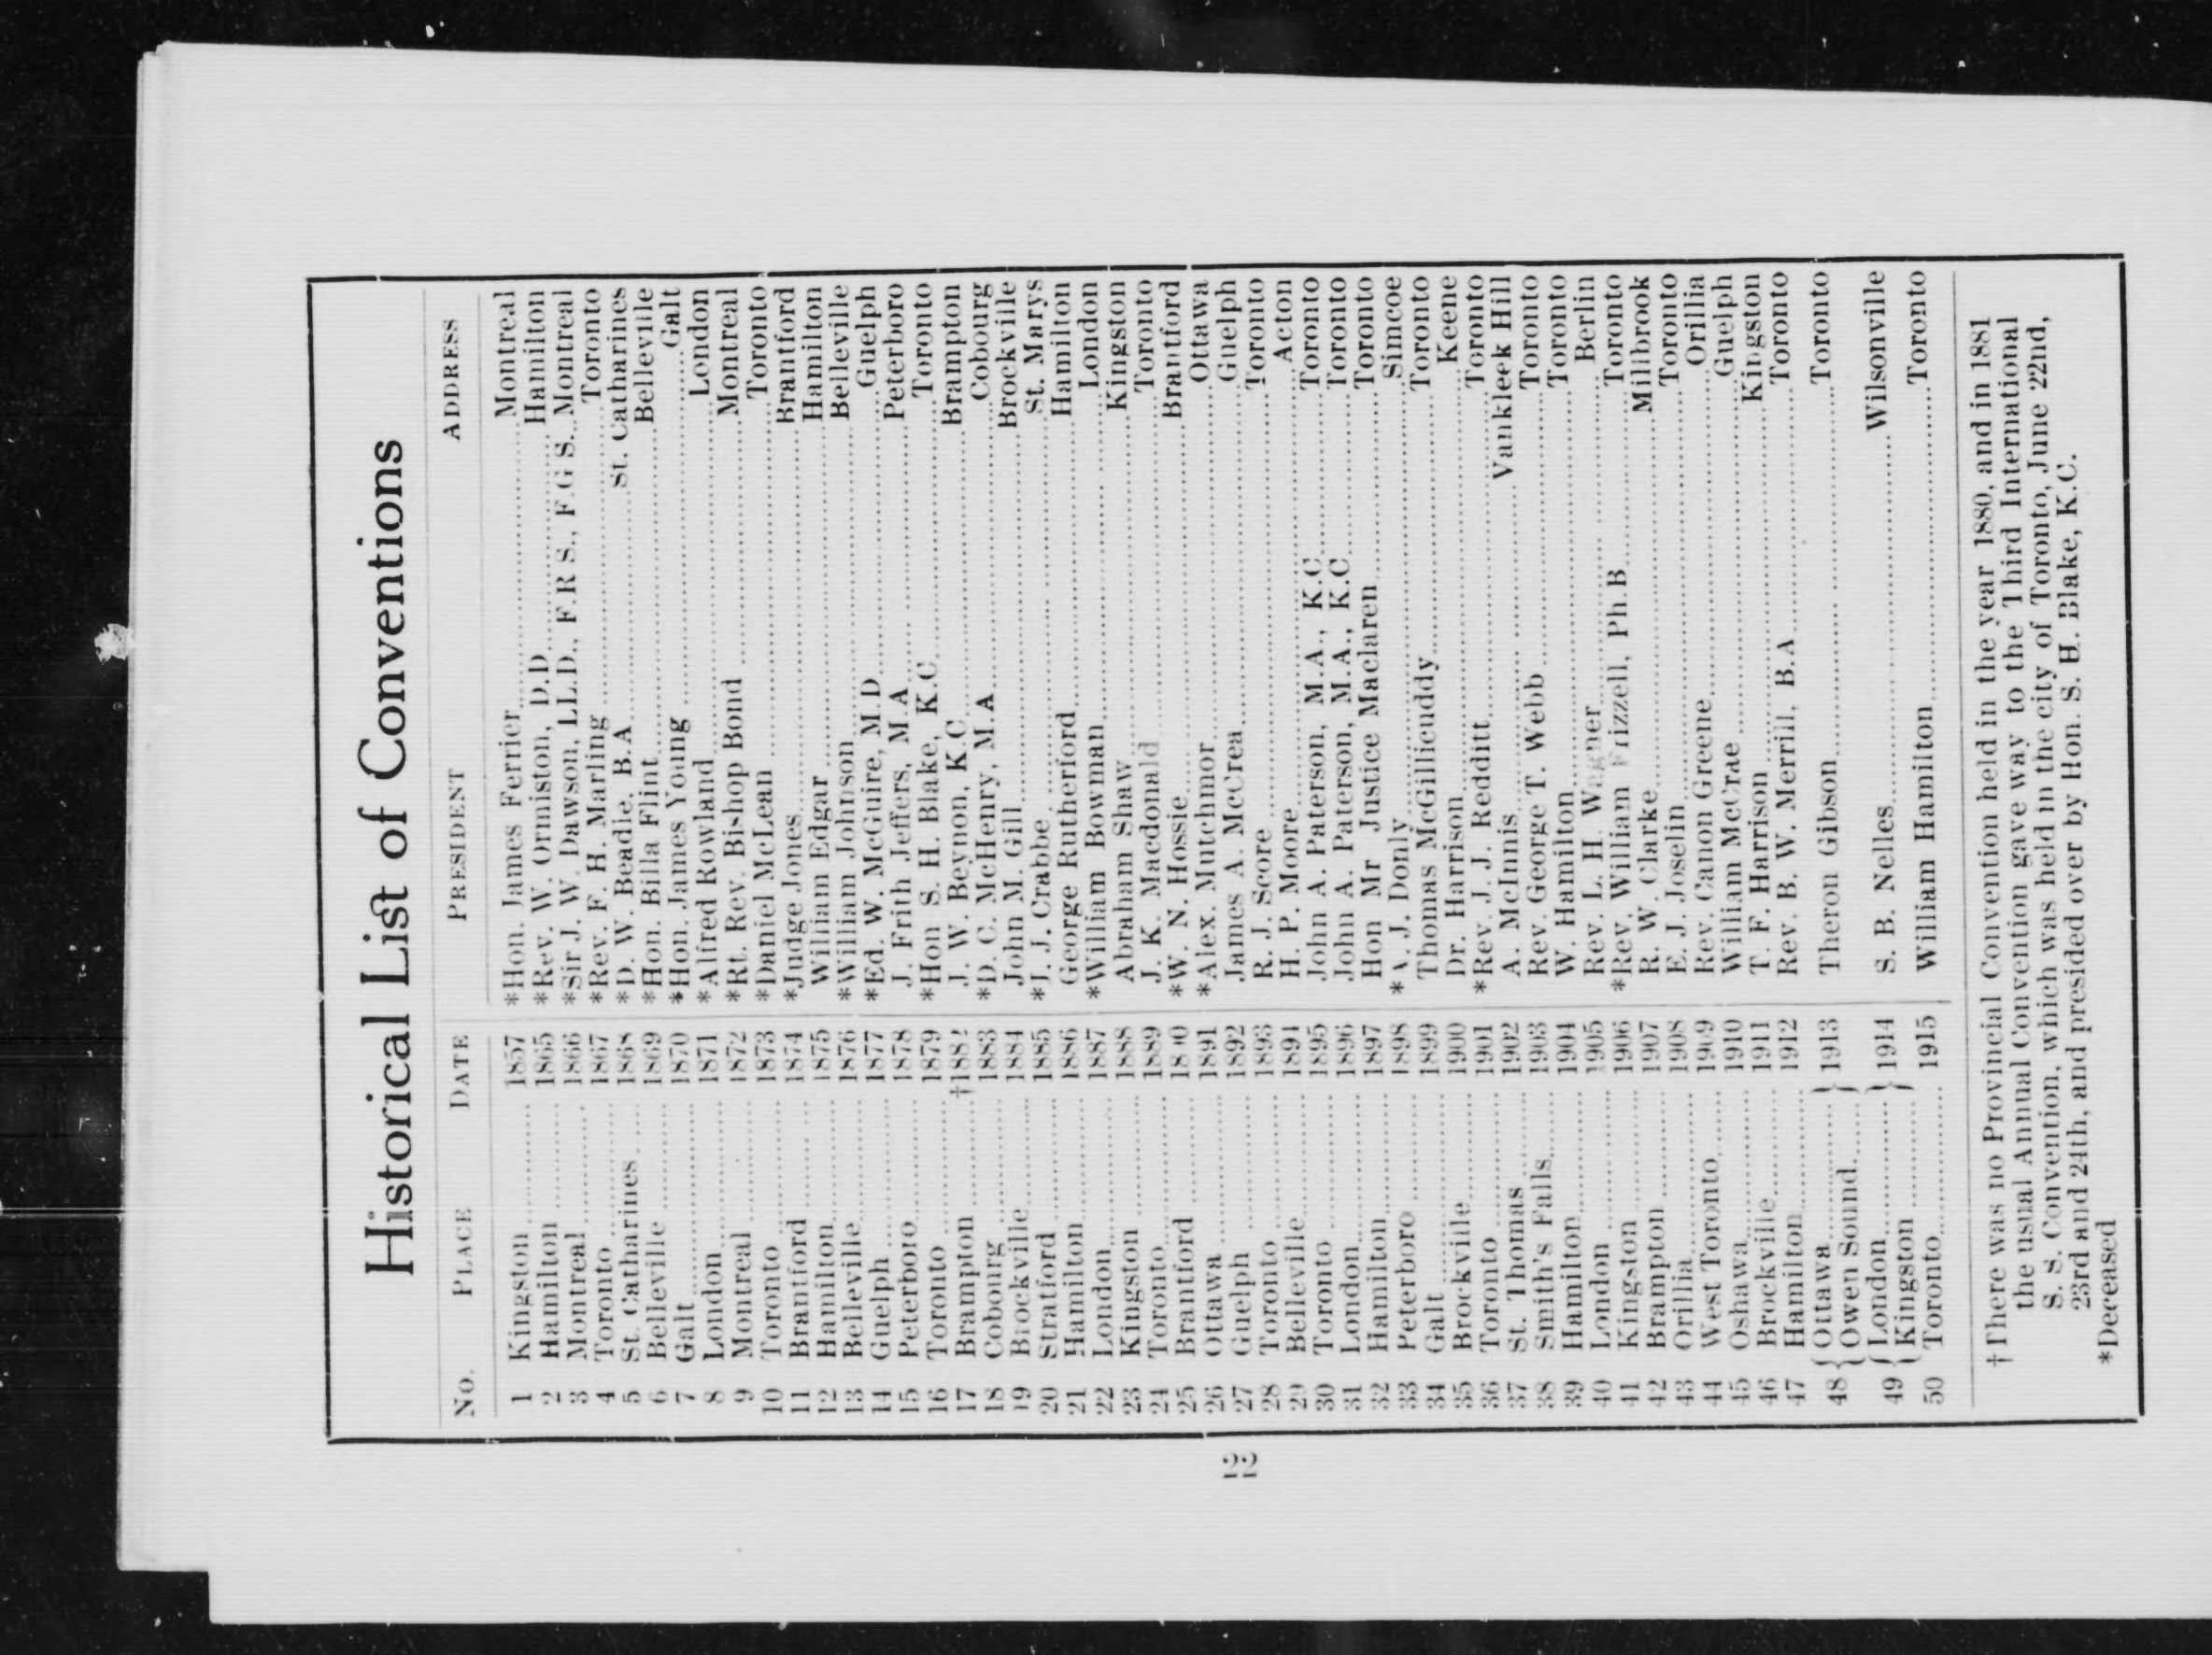 Historical List of Conventions
No. PLACE DATE PRESIDENT ADDRESS
1 Kingston 1857 *Hon. James Ferrier Montreal
2 Hamilton 1865 *Rev. W. Ormiston, D.D Hamilton
3 Montreal 1866 *Sir J. W. Dawson, LL.D., F.R S., F.G S. Montreal
4 Toronto 1867 *Rev. F. H. Marling Toronto
5 St. Catharines 1868 *D. W. Beadle, B.A St. Catharines
6 Belleville 1869 *Hon. Billa Flint Belleville
7 Galt 1870 *Hon. James Young Galt
8 London 1871 *Alfred Rowland London
9 Montreal 1872 *Rt. Rev. Bishop Bond Montreal
10 Toronto 1873 *Daniel McLean Toronto
11 Brantford 1874 *Judge Jones Brantford
12 Hamilton 1875 William Edgar Hamilton
13 Belleville 1876 *William Johnson Belleville
14 Guelph 1877 *Ed. W. McGuire, M D Guelph
15 Peterboro 1878 J. Frith Jeffers, M A Peterboro
16 Toronto 1879 *Hon S. H. Blake, K.C Toronto
17 Brampton †1882 J. W. Beynon, K.C Brampton
18 Cobourg 1883 *D. C. McHenry, M.A Cobourg
19 Brockville 1884 John M. Gill Brockville
20 Stratford 1885 *J. J. Crabbe St. Marys
21 Hamilton 1886 George Rutherford Hamilton
22 London 1887 *William Bowman London
23 Kingston 1888 Abraham Shaw Kingston
24 Toronto 1889 J. K. Macdonald Toronto
25 Brantford 1890 *W. N. Hossie Brantford
26 Ottawa 1891 *Alex. Mutchmor Ottawa
27 Guelph 1892 James A. McCrea Guelph
28 Toronto 1893 R. J. Score Toronto
29 Belleville 1894 H. P. Moore Acton
30 Toronto 1895 John A. Paterson, M.A., K.C Toronto
31 London 1896 John A. Paterson, M.A., K.C Toronto
32 Hamilton 1897 Hon Mr Justice Maclaren Toronto
33 Peterboro 1898 * J. Donly Simcoe
34 Galt 1899 Thomas McGillicuddy Toronto
35 Brockville 1900 Dr. Harrison Keene
36 Toronto 1901 *Rev. J. J. Redditt Toronto
37 St. Thomas 1902 A. McInnis Vankleek Hill
38 Smith's Falls 1903 Rev. George T. Webb Toronto
39 Hamilton 1904 W. Hamilton Toronto
40 London 1905 Rev. L. H. Wagner Berlin
41 Kingston 1906 *Rev. William Frizzell, Ph.B Toronto
42 Brampton 1907 R. W. Clarke Millbrook
43 Orillia 1908 E. J. Joselin Toronto
44 West Toronto 1909 Rev. Canon Greene Orillia
45 Oshawa 1910 William McCrae Guelph
46 Brockville 1911 T. F. Harrison Kingston
47 Hamilton 1912 Rev. B. W. Merrill, B.A Toronto
48 { Ottawa } 1913 Theron Gibson Toronto
{ Owen Sound }
49 { London } 1914 S. B. Nelles Wilsonville
{ Kingston }
50 Toronto 1915 William Hamilton Toronto
†There was no Provincial Convention held in the year 1880, and in 1881
the usual Annual Convention gave way to the Third International
S. S. Convention, which was held in the city of Toronto, June 22nd,
23rd and 24th, and presided over by Hon. S. H. Blake, K.C.
*Deceased
22